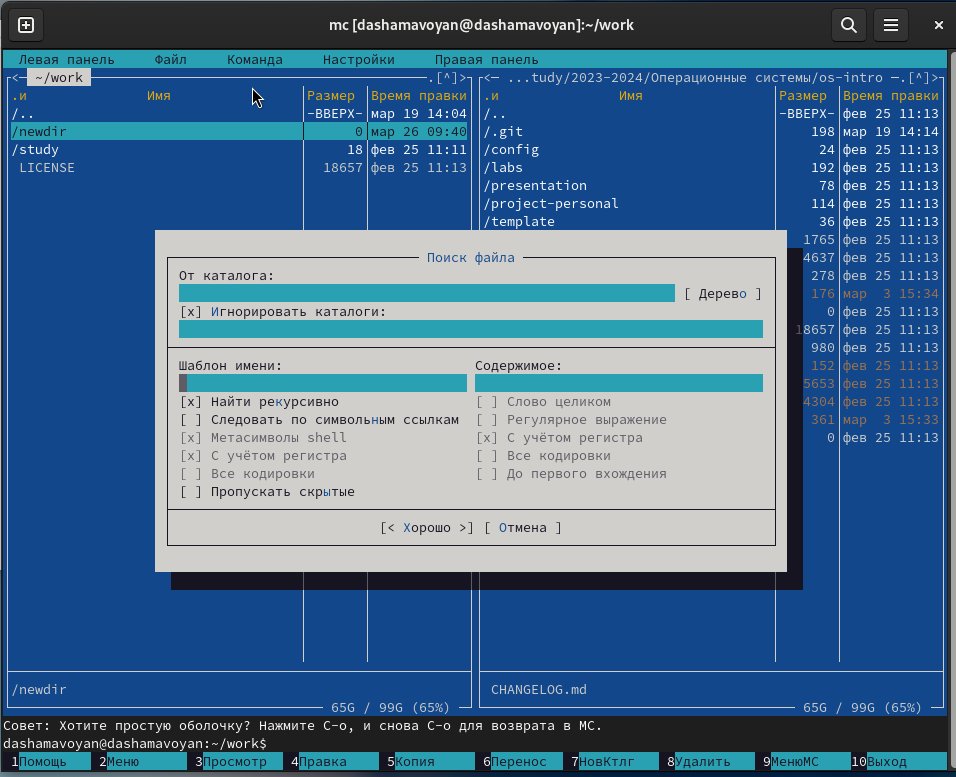 mc [dashamavoyan@dashamavoyan]:~/work
Левая панель Файл Команда Настройки Правая панель
<─ ~/work .[^]> <─ ...tudy/2023-2024/Операционные системы/os-intro ─.[^]>
.и Имя Размер Время правки .и Имя Размер Время правки
/.. -ВВЕРХ- мар 19 14:04 /.. -ВВЕРХ- фев 25 11:13
/newdir 0 мар 26 09:40 /.git 198 мар 19 14:14
/study 18 фев 25 11:11 /config 24 фев 25 11:13
LICENSE 18657 фев 25 11:13 /labs 192 фев 25 11:13
/presentation 78 фев 25 11:13
/project-personal 114 фев 25 11:13
/template 36 фев 25 11:13
1765 фев 25 11:13
Поиск файла 4637 фев 25 11:13
От каталога: 278 фев 25 11:13
[ Дерево ] 176 мар 3 15:34
[x] Игнорировать каталоги: 0 фев 25 11:13
18657 фев 25 11:13
980 фев 25 11:13
Шаблон имени: Содержимое: 152 фев 25 11:13
5653 фев 25 11:13
[x] Найти рекурсивно [ ] Слово целиком 4304 фев 25 11:13
[ ] Следовать по символьным ссылкам [ ] Регулярное выражение 361 мар 3 15:33
[x] Метасимволы shell [x] С учётом регистра 0 фев 25 11:13
[x] С учётом регистра [ ] Все кодировки
[ ] Все кодировки [ ] До первого вхождения
[ ] Пропускать скрытые
[< Хорошо >] [ Отмена ]
/newdir CHANGELOG.md
65G / 99G (65%) 65G / 99G (65%)
Совет: Хотите простую оболочку? Нажмите C-o, и снова C-o для возврата в MC.
dashamavoyan@dashamavoyan:~/work$
1Помощь 2Меню 3Просмотр 4Правка 5Копия 6Перенос 7НовКтлг 8Удалить 9МенюМС 10Выход